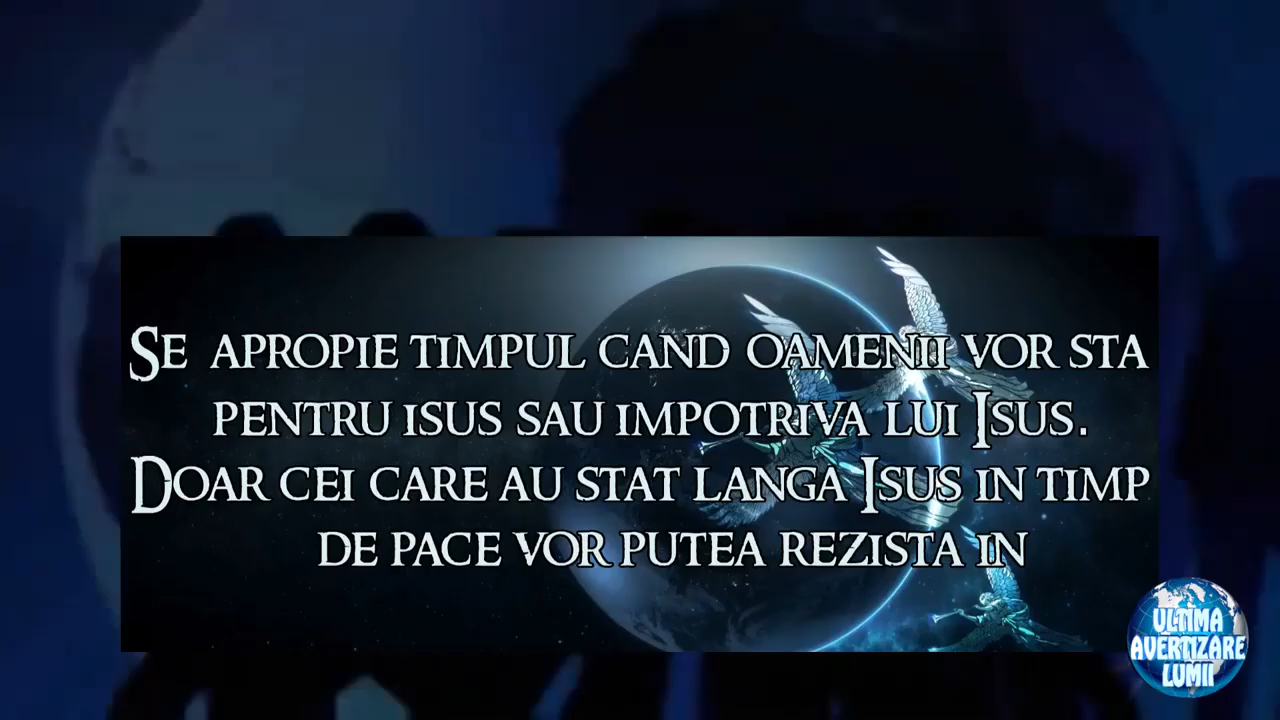 Se apropie timpul cand oamenii vor sta
pentru isus sau impotriva lui Isus.
Doar cei care au stat langa Isus in timp
de pace vor putea rezista in
ULTIMA
AVERTIZARE
LUMII